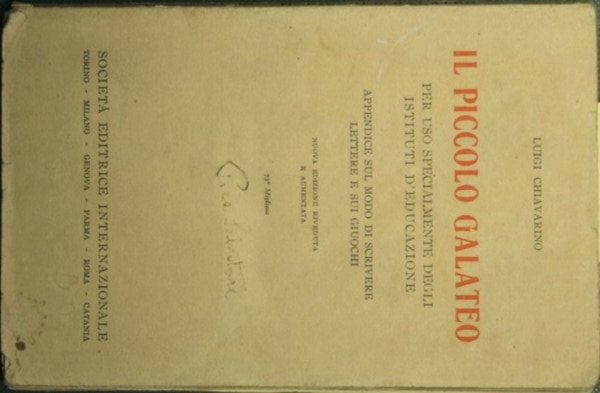 LUIGI CHIAVARINO
IL PICCOLO GALATEO
PER USO SPECIALMENTE DEGLI
ISTITUTI D'EDUCAZIONE
APPENDICE SUL MODO DI SCRIVERE
LETTERE E SUI GIUOCHI
NUOVA EDIZIONE RIVEDUTA
E AUMENTATA
SOCIETÀ EDITRICE INTERNAZIONALE
TORINO - MILANO - GENOVA - PARMA - ROMA - CATANIA